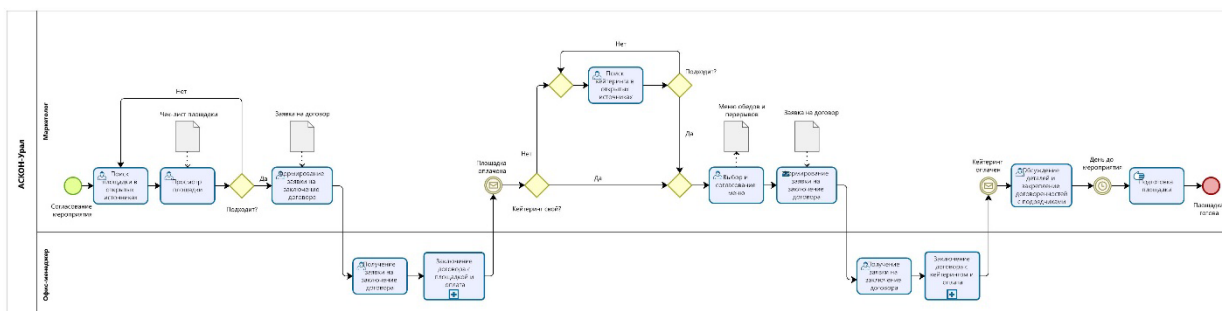 АСКОН-Урал
Маркетолог
Офис-менеджер
Согласование
мероприятия
Поиск
площадки в
открытых
источниках
Нет
Чек-лист площадки
Просмотр
площадки
Подходит?
Да
Заявка на договор
Формирование
заявки на
заключение
договора
Получение
заявки на
заключение
договора
Заключение
договора с
площадкой и
оплата
Площадка
оплачена
Кейтеринг свой?
Нет
Да
Нет
Поиск
кейтеринга в
открытых
источниках
Подходит?
Да
Меню обедов и
перерывов
Выбор и
согласование
меню
Заявка на договор
Формирование
заявки на
заключение
договора
Получение
заявки на
заключение
договора
Заключение
договора с
кейтерингом и
оплата
Кейтеринг
оплачен
Обсуждение
деталей и
закрепление
договоренностей
с подрядчиками
День до
мероприятия
Подготовка
площадки
Площадка
готова